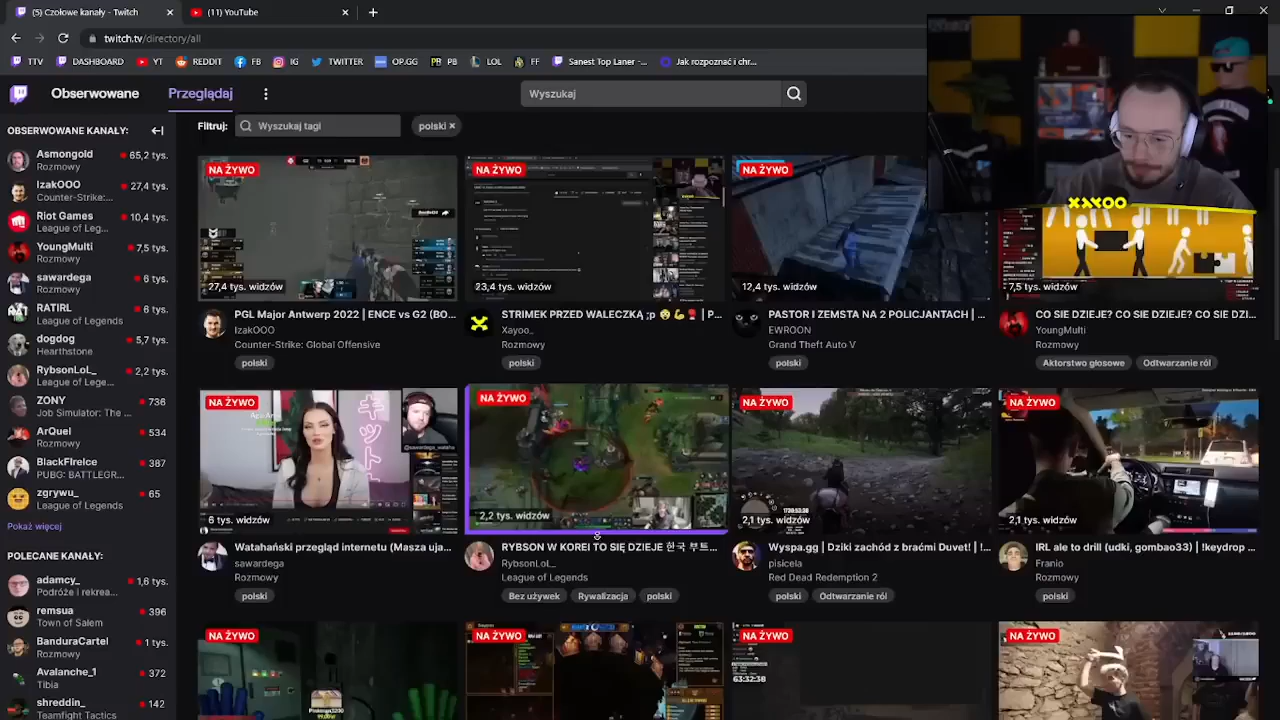 (5) Czołowe kanały - Twitch
(11) YouTube
twitch.tv/directory/all
TTV
DASHBOARD
YT
REDDIT
FB
IG
TWITTER
OP.GG
PB
LOL
FF
Sanest Top Laner -...
Jak rozpoznać i chr...
Obserwowane
Przeglądaj
Wyszukaj
OBSERWOWANE KANAŁY:
Filtruj:
Wyszukaj tagi
polski
Asmongold
65,2 tys.
Rozmowy
IzakOOO
27,4 tys.
Counter-Strike:...
Riot Games
10,4 tys.
League of Leg...
YoungMulti
7,5 tys.
Rozmowy
sawardega
6 tys.
Rozmowy
RATIRL
6 tys.
League of Legends
dogdog
5,7 tys.
Hearthstone
RybsonLoL_
2,2 tys.
League of Lege...
ZONY
736
Job Simulator: The ...
ArQuel
534
Rozmowy
BlackFIreIce
387
PUBG: BATTLEGR...
zgrywu_
65
League of Legends
Pokaż więcej
POLECANE KANAŁY:
adamcy_
1,6 tys.
Podróże i rekrea...
remsua
396
Town of Salem
BanduraCartel
1 tys.
Rozmowy
Avalanche_1
Tibia
shreddin_
Teamfight Tactics
NA ŻYWO
27,4 tys. widzów
PGL Major Antwerp 2022 | ENCE vs G2 (BO...
IzakOOO
Counter-Strike: Global Offensive
polski
23,4 tys. widzów
STRIMEK PRZED WALECZKĄ ;p 😵💪🥊 | P...
Xayoo_
Rozmowy
polski
NA ŻYWO
12,4 tys. widzów
PASTOR I ZEMSTA NA 2 POLICJANTACH | ...
EWROON
Grand Theft Auto V
polski
XAYOO
7,5 tys. widzów
CO SIE DZIEJE? CO SIE DZIEJE? CO SIE DZI...
YoungMulti
Rozmowy
Aktorstwo głosowe
Odtwarzanie ról
NA ŻYWO
@sawardega_wataha
6 tys. widzów
Watahański przegląd internetu (Masza uja...
sawardega
Rozmowy
polski
NA ŻYWO
2,2 tys. widzów
RYBSON W KOREI TO SIĘ DZIEJE 한국 부트...
RybsonLoL_
League of Legends
Bez używek
Rywalizacja
polski
NA ŻYWO
2,1 tys. widzów
Wyspa.gg | Dziki zachód z braćmi Duvet! | !...
pisicela
Red Dead Redemption 2
polski
Odtwarzanie ról
NA ŻYWO
2,1 tys. widzów
IRL ale to drill (udki, gombao33) | !keydrop ...
Franio
Rozmowy
polski
NA ŻYWO
NA ŻYWO
NA ŻYWO
63:32:38
NA ŻYWO